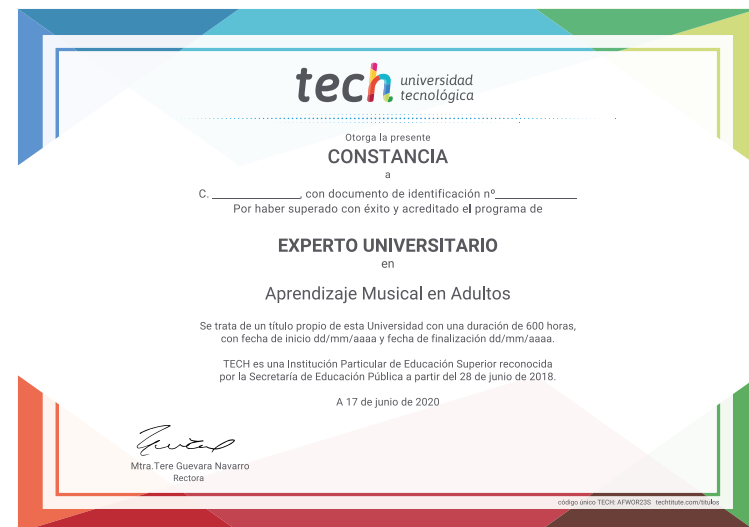 tech universidad
tecnológica
Otorga la presente
CONSTANCIA
a
C. ____________, con documento de identificación nº____________
Por haber superado con éxito y acreditado el programa de
EXPERTO UNIVERSITARIO
en
Aprendizaje Musical en Adultos
Se trata de un título propio de esta Universidad con una duración de 600 horas,
con fecha de inicio dd/mm/aaaa y fecha de finalización dd/mm/aaaa.
TECH es una Institución Particular de Educación Superior reconocida
por la Secretaría de Educación Pública a partir del 28 de junio de 2018.
A 17 de junio de 2020
Mtra.Tere Guevara Navarro
Rectora
código único TECH: AFWOR23S techtitute.com/titulos